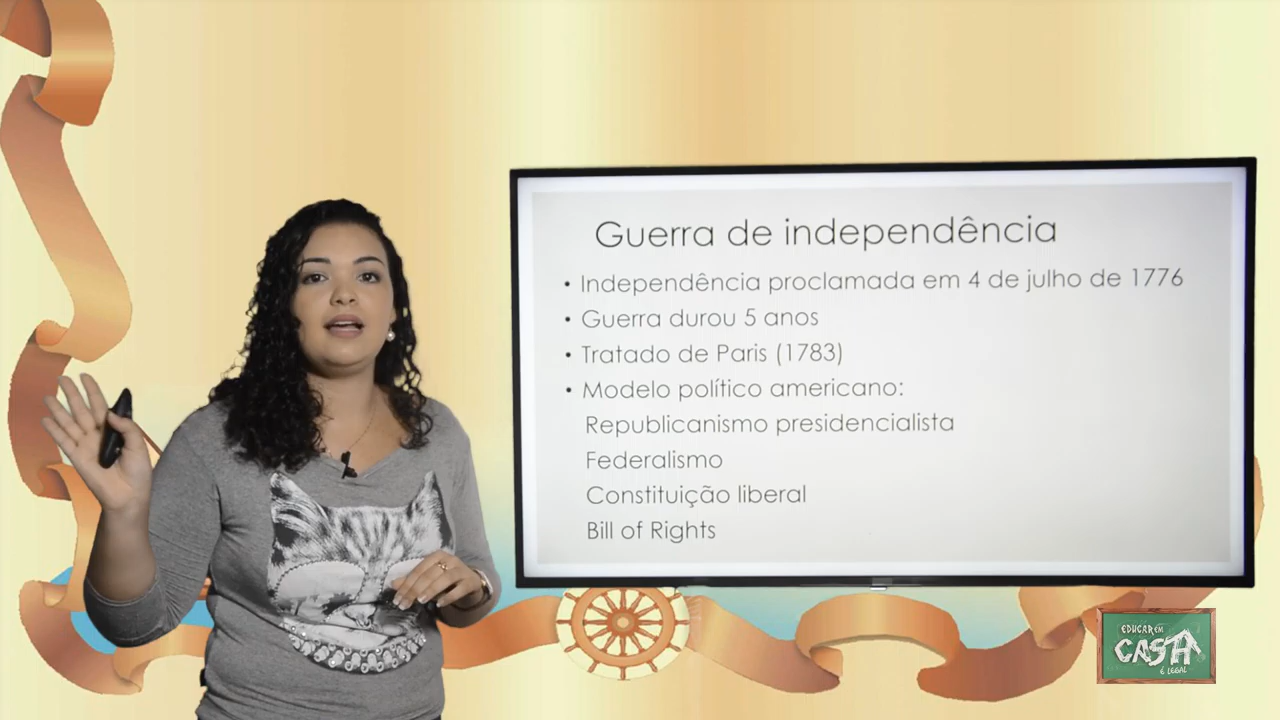 Guerra de independência
• Independência proclamada em 4 de julho de 1776
• Guerra durou 5 anos
• Tratado de Paris (1783)
• Modelo político americano:
Republicanismo presidencialista
Federalismo
Constituição liberal
Bill of Rights
EDUCAR EM
CASA
É LEGAL